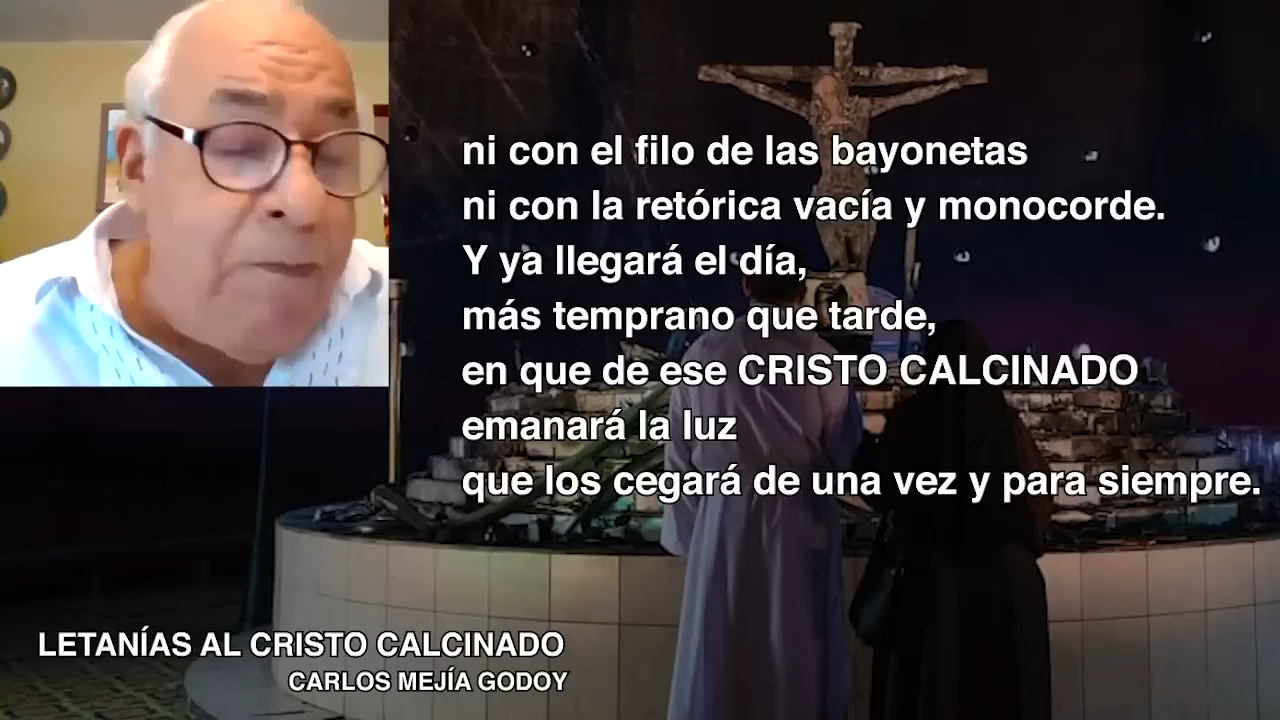 ni con el filo de las bayonetas
ni con la retórica vacía y monocorde.
Y ya llegará el día,
más temprano que tarde,
en que de ese CRISTO CALCINADO
emanará la luz
que los cegará de una vez y para siempre.
LETANÍAS AL CRISTO CALCINADO
CARLOS MEJÍA GODOY